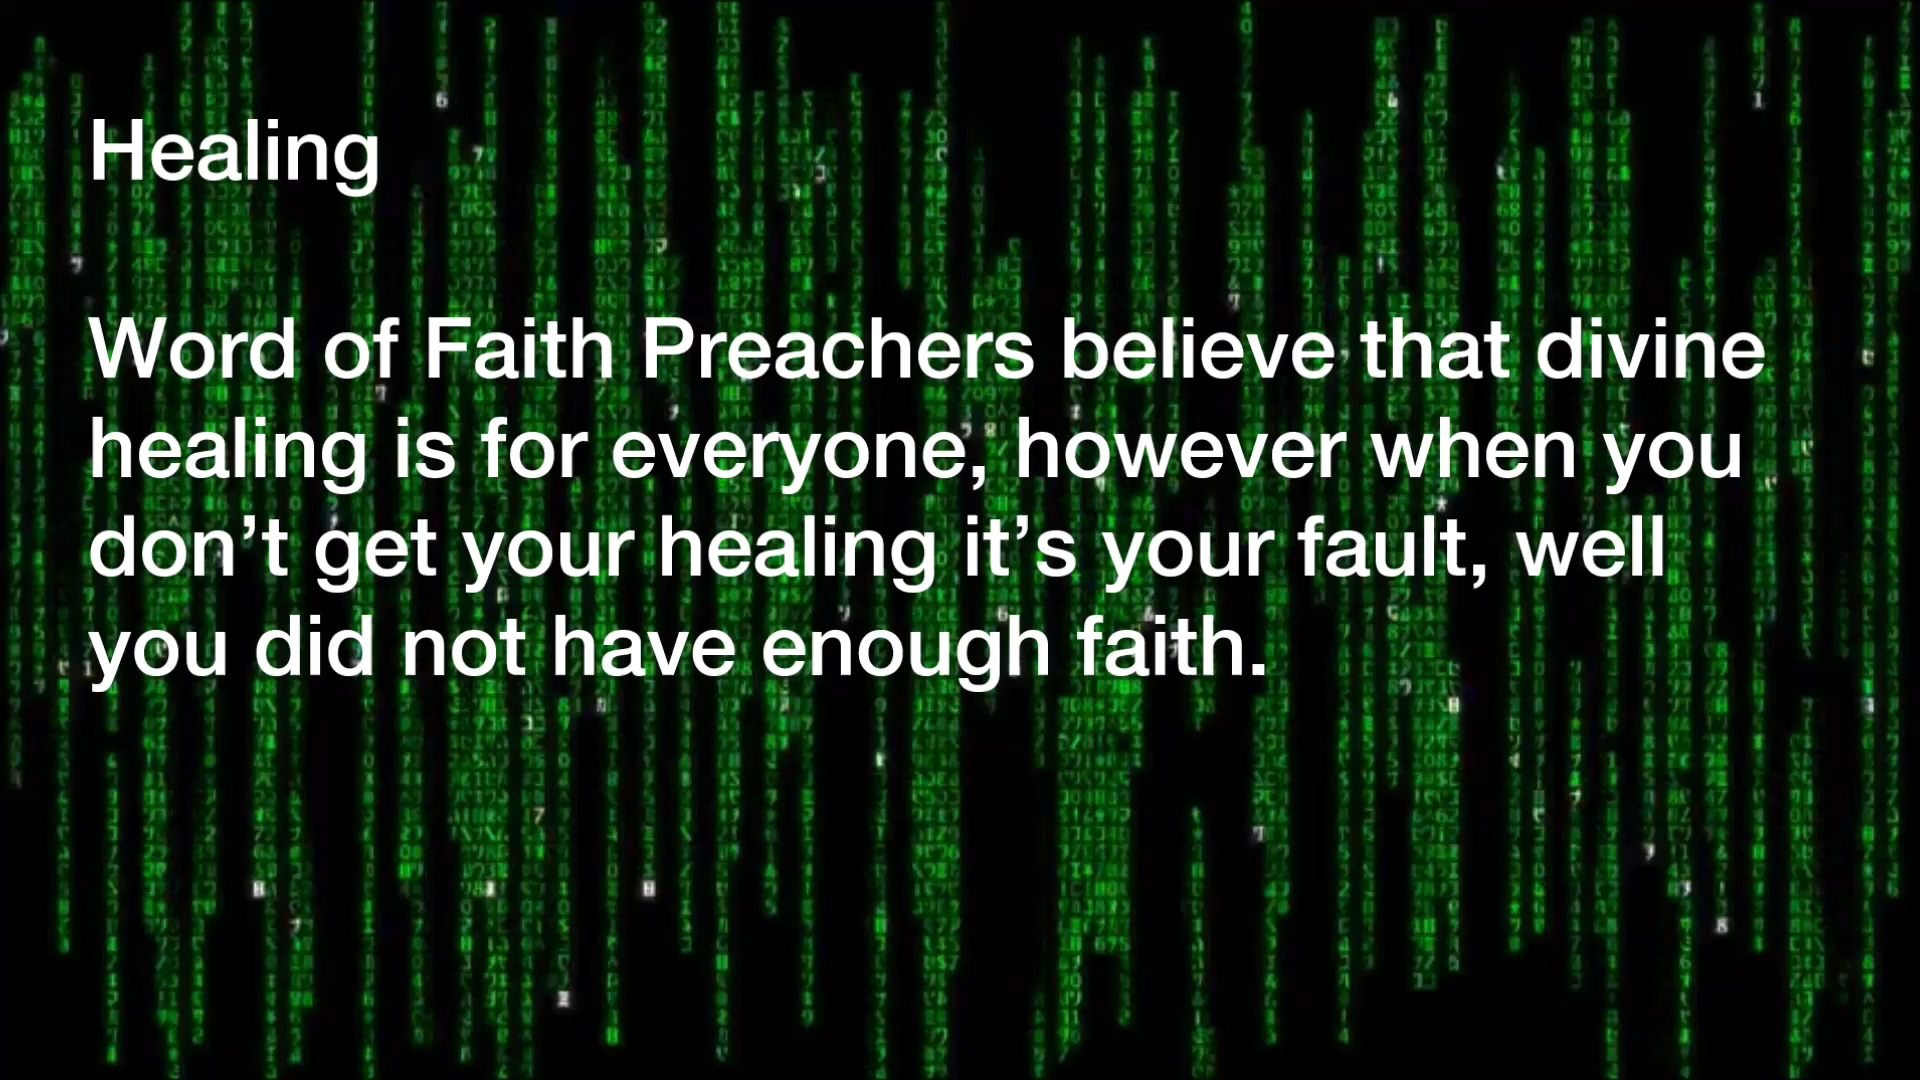 Healing
Word of Faith Preachers believe that divine
healing is for everyone, however when you
don’t get your healing it’s your fault, well
you did not have enough faith.